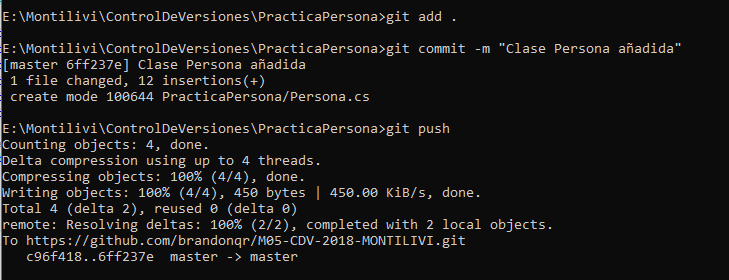 E:\Montilivi\ControlDeVersiones\PracticaPersona>git add .
E:\Montilivi\ControlDeVersiones\PracticaPersona>git commit -m "Clase Persona añadida"
[master 6ff237e] Clase Persona añadida
 1 file changed, 12 insertions(+)
 create mode 100644 PracticaPersona/Persona.cs
E:\Montilivi\ControlDeVersiones\PracticaPersona>git push
Counting objects: 4, done.
Delta compression using up to 4 threads.
Compressing objects: 100% (4/4), done.
Writing objects: 100% (4/4), 450 bytes | 450.00 KiB/s, done.
Total 4 (delta 2), reused 0 (delta 0)
remote: Resolving deltas: 100% (2/2), completed with 2 local objects.
To https://github.com/brandonqr/M05-CDV-2018-MONTILIVI.git
   c96f418..6ff237e  master -> master